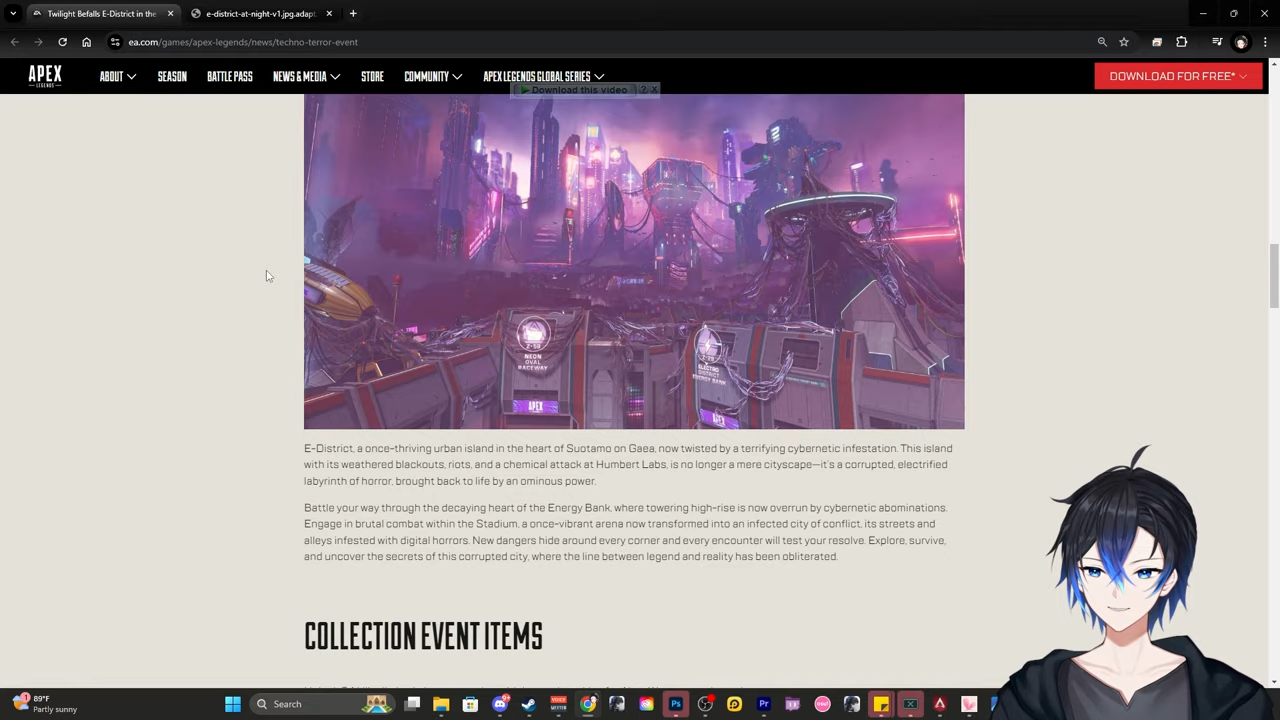 Twilight Befalls E-District in the
e-district-at-night-v1.jpg.adapt.
ea.com/games/apex-legends/news/techno-terror-event
APEX
LEGENDS
ABOUT
SEASON
BATTLE PASS
NEWS & MEDIA
STORE
COMMUNITY
APEX LEGENDS GLOBAL SERIES
DOWNLOAD FOR FREE*
Download this video
?
Z-30
NEON
OVAL
RACEWAY
APEX
ELECTRO
DISTRICT
ENERGY BANK
APEX
E-District, a once-thriving urban island in the heart of Suotamo on Gaea, now twisted by a terrifying cybernetic infestation. This island
with its weathered blackouts, riots, and a chemical attack at Humbert Labs, is no longer a mere cityscape—it's a corrupted, electrified
labyrinth of horror, brought back to life by an ominous power.
Battle your way through the decaying heart of the Energy Bank, where towering high-rise is now overrun by cybernetic abominations.
Engage in brutal combat within the Stadium, a once-vibrant arena now transformed into an infected city of conflict, its streets and
alleys infested with digital horrors. New dangers hide around every corner and every encounter will test your resolve. Explore, survive,
and uncover the secrets of this corrupted city, where the line between legend and reality has been obliterated.
COLLECTION EVENT ITEMS
1
89°F
Partly sunny
Search
Ps
Pr